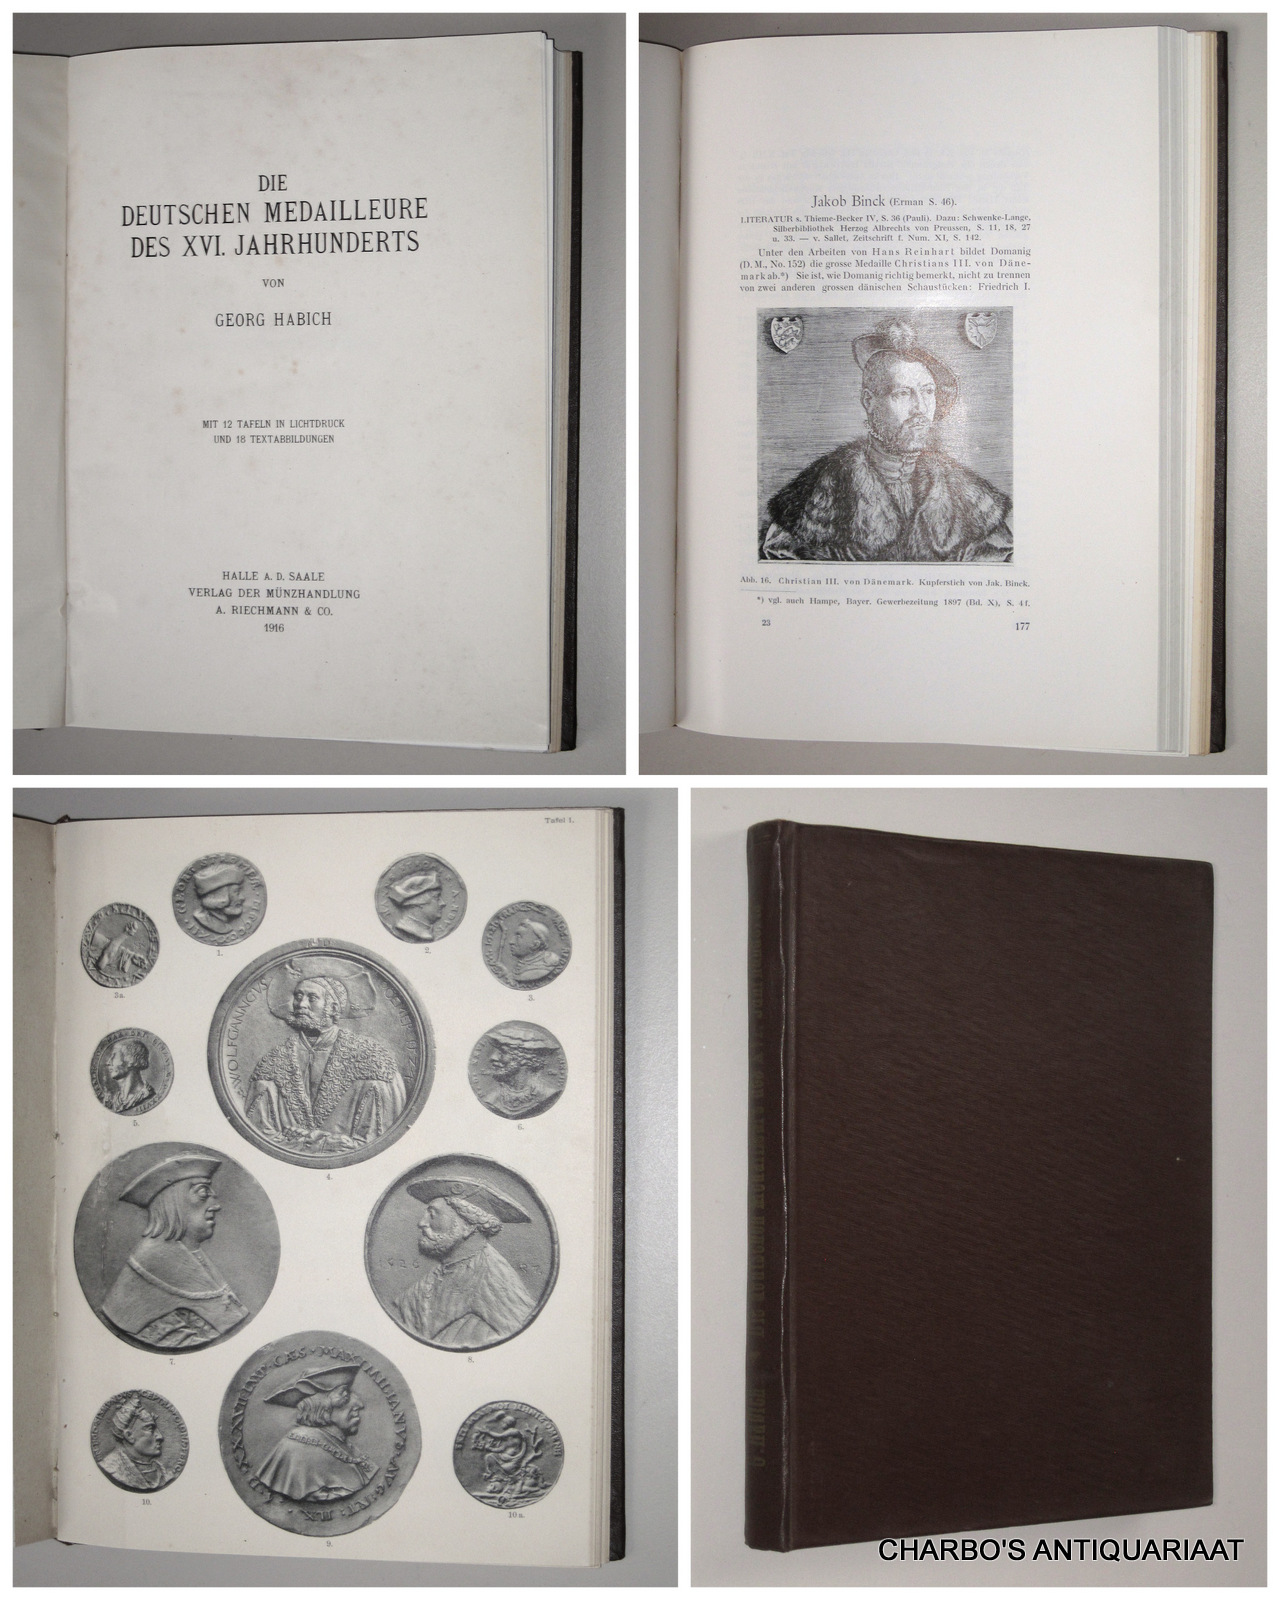 DIE
DEUTSCHEN MEDAILLEURE
DES XVI. JAHRHUNDERTS
VON
GEORG HABICH
MIT 12 TAFELN IN LICHTDRUCK
UND 18 TEXTABBILDUNGEN
HALLE A. D. SAALE
VERLAG DER MÜNZHANDLUNG
A. RIECHMANN & CO.
1916
Jakob Binck (Erman S. 46).
LITERATUR s. Thieme-Becker IV, S. 36 (Pauli). Dazu: Schwenke-Lange,
Silberbibliothek Herzog Albrechts von Preussen, S. 11, 18, 27
u. 33. — v. Sallet, Zeitschrift f. Num. XI, S. 142.
Unter den Arbeiten von Hans Reinhart bildet Domanig
(D. M., No. 152) die grosse Medaille Christians III. von Däne-
mark ab.*) Sie ist, wie Domanig richtig bemerkt, nicht zu trennen
von zwei anderen grossen dänischen Schaustücken: Friedrich I.
Abb. 16. Christian III. von Dänemark. Kupferstich von Jak. Binck.
*) vgl. auch Hampe, Bayer. Gewerbezeitung 1897 (Bd. X), S. 4f.
23
177
Tafel 1.
1.
2.
3a.
3.
WOLFGANNGVS
5.
6.
4.
1526
7.
8.
CAES · MAXIMILIANVS · AVG
10.
10a.
9.
CHARBO'S ANTIQUARIAAT